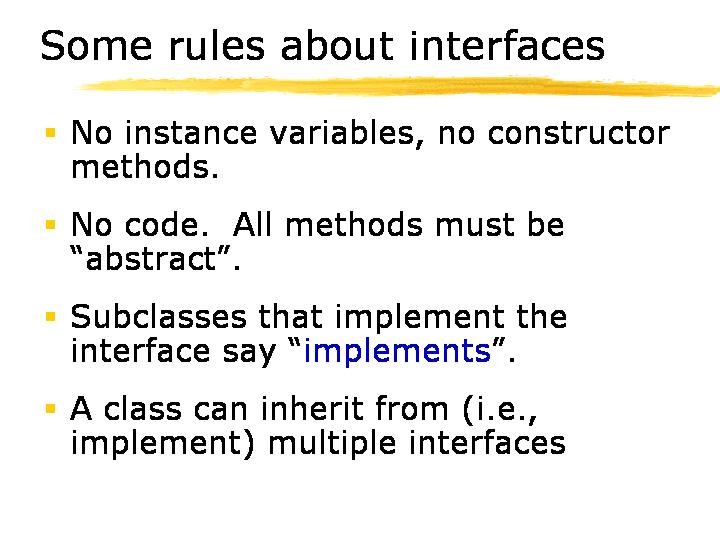 Some rules about interfaces
No instance variables, no constructor
methods.
No code.  All methods must be
“abstract”.
Subclasses that implement the
interface say “implements”.
A class can inherit from (i.e.,
implement) multiple interfaces